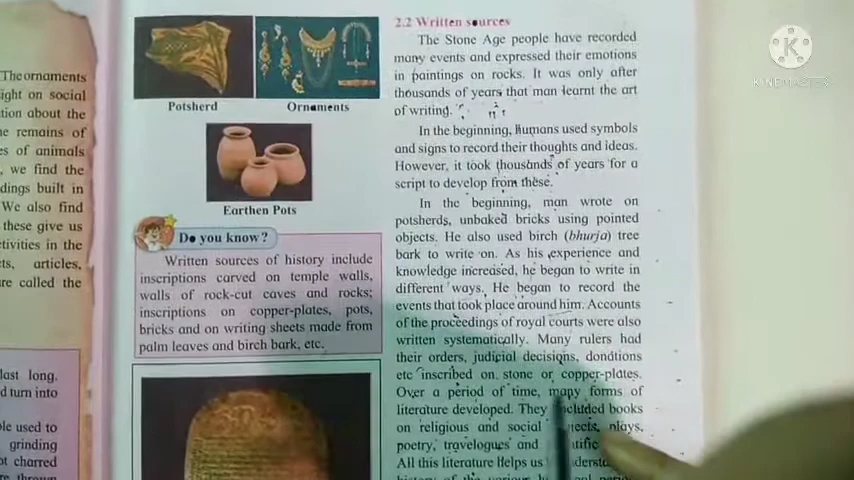 The ornaments
ight on social
tion about the
e remains of
s of animals
, we find the
dings built in
We also find
these give us
tivities in the
cts, articles,
re called the
last long.
d turn into
le used to
grinding
t charred
Potsherd
Ornaments
Earthen Pots
Do you know?
Written sources of history include
inscriptions carved on temple walls,
walls of rock-cut caves and rocks;
inscriptions on copper-plates, pots,
bricks and on writing sheets made from
palm leaves and birch bark, etc.
2.2 Written sources
The Stone Age people have recorded
many events and expressed their emotions
in paintings on rocks. It was only after
thousands of years that man learnt the art
of writing.
In the beginning, humans used symbols
and signs to record their thoughts and ideas.
However, it took thousands of years for a
script to develop from these.
In the beginning, man wrote on
potsherds, unbaked bricks using pointed
objects. He also used birch (bhurja) tree
bark to write on. As his experience and
knowledge increased, he began to write in
different ways. He began to record the
events that took place around him. Accounts
of the proceedings of royal courts were also
written systematically. Many rulers had
their orders, judicial decisions, donations
etc inscribed on stone or copper-plates.
Over a period of time, many forms of
literature developed. They included books
on religious and social plays,
poetry, travelogues and
All this literature Helps us
history of the various
K
KINEMASTER